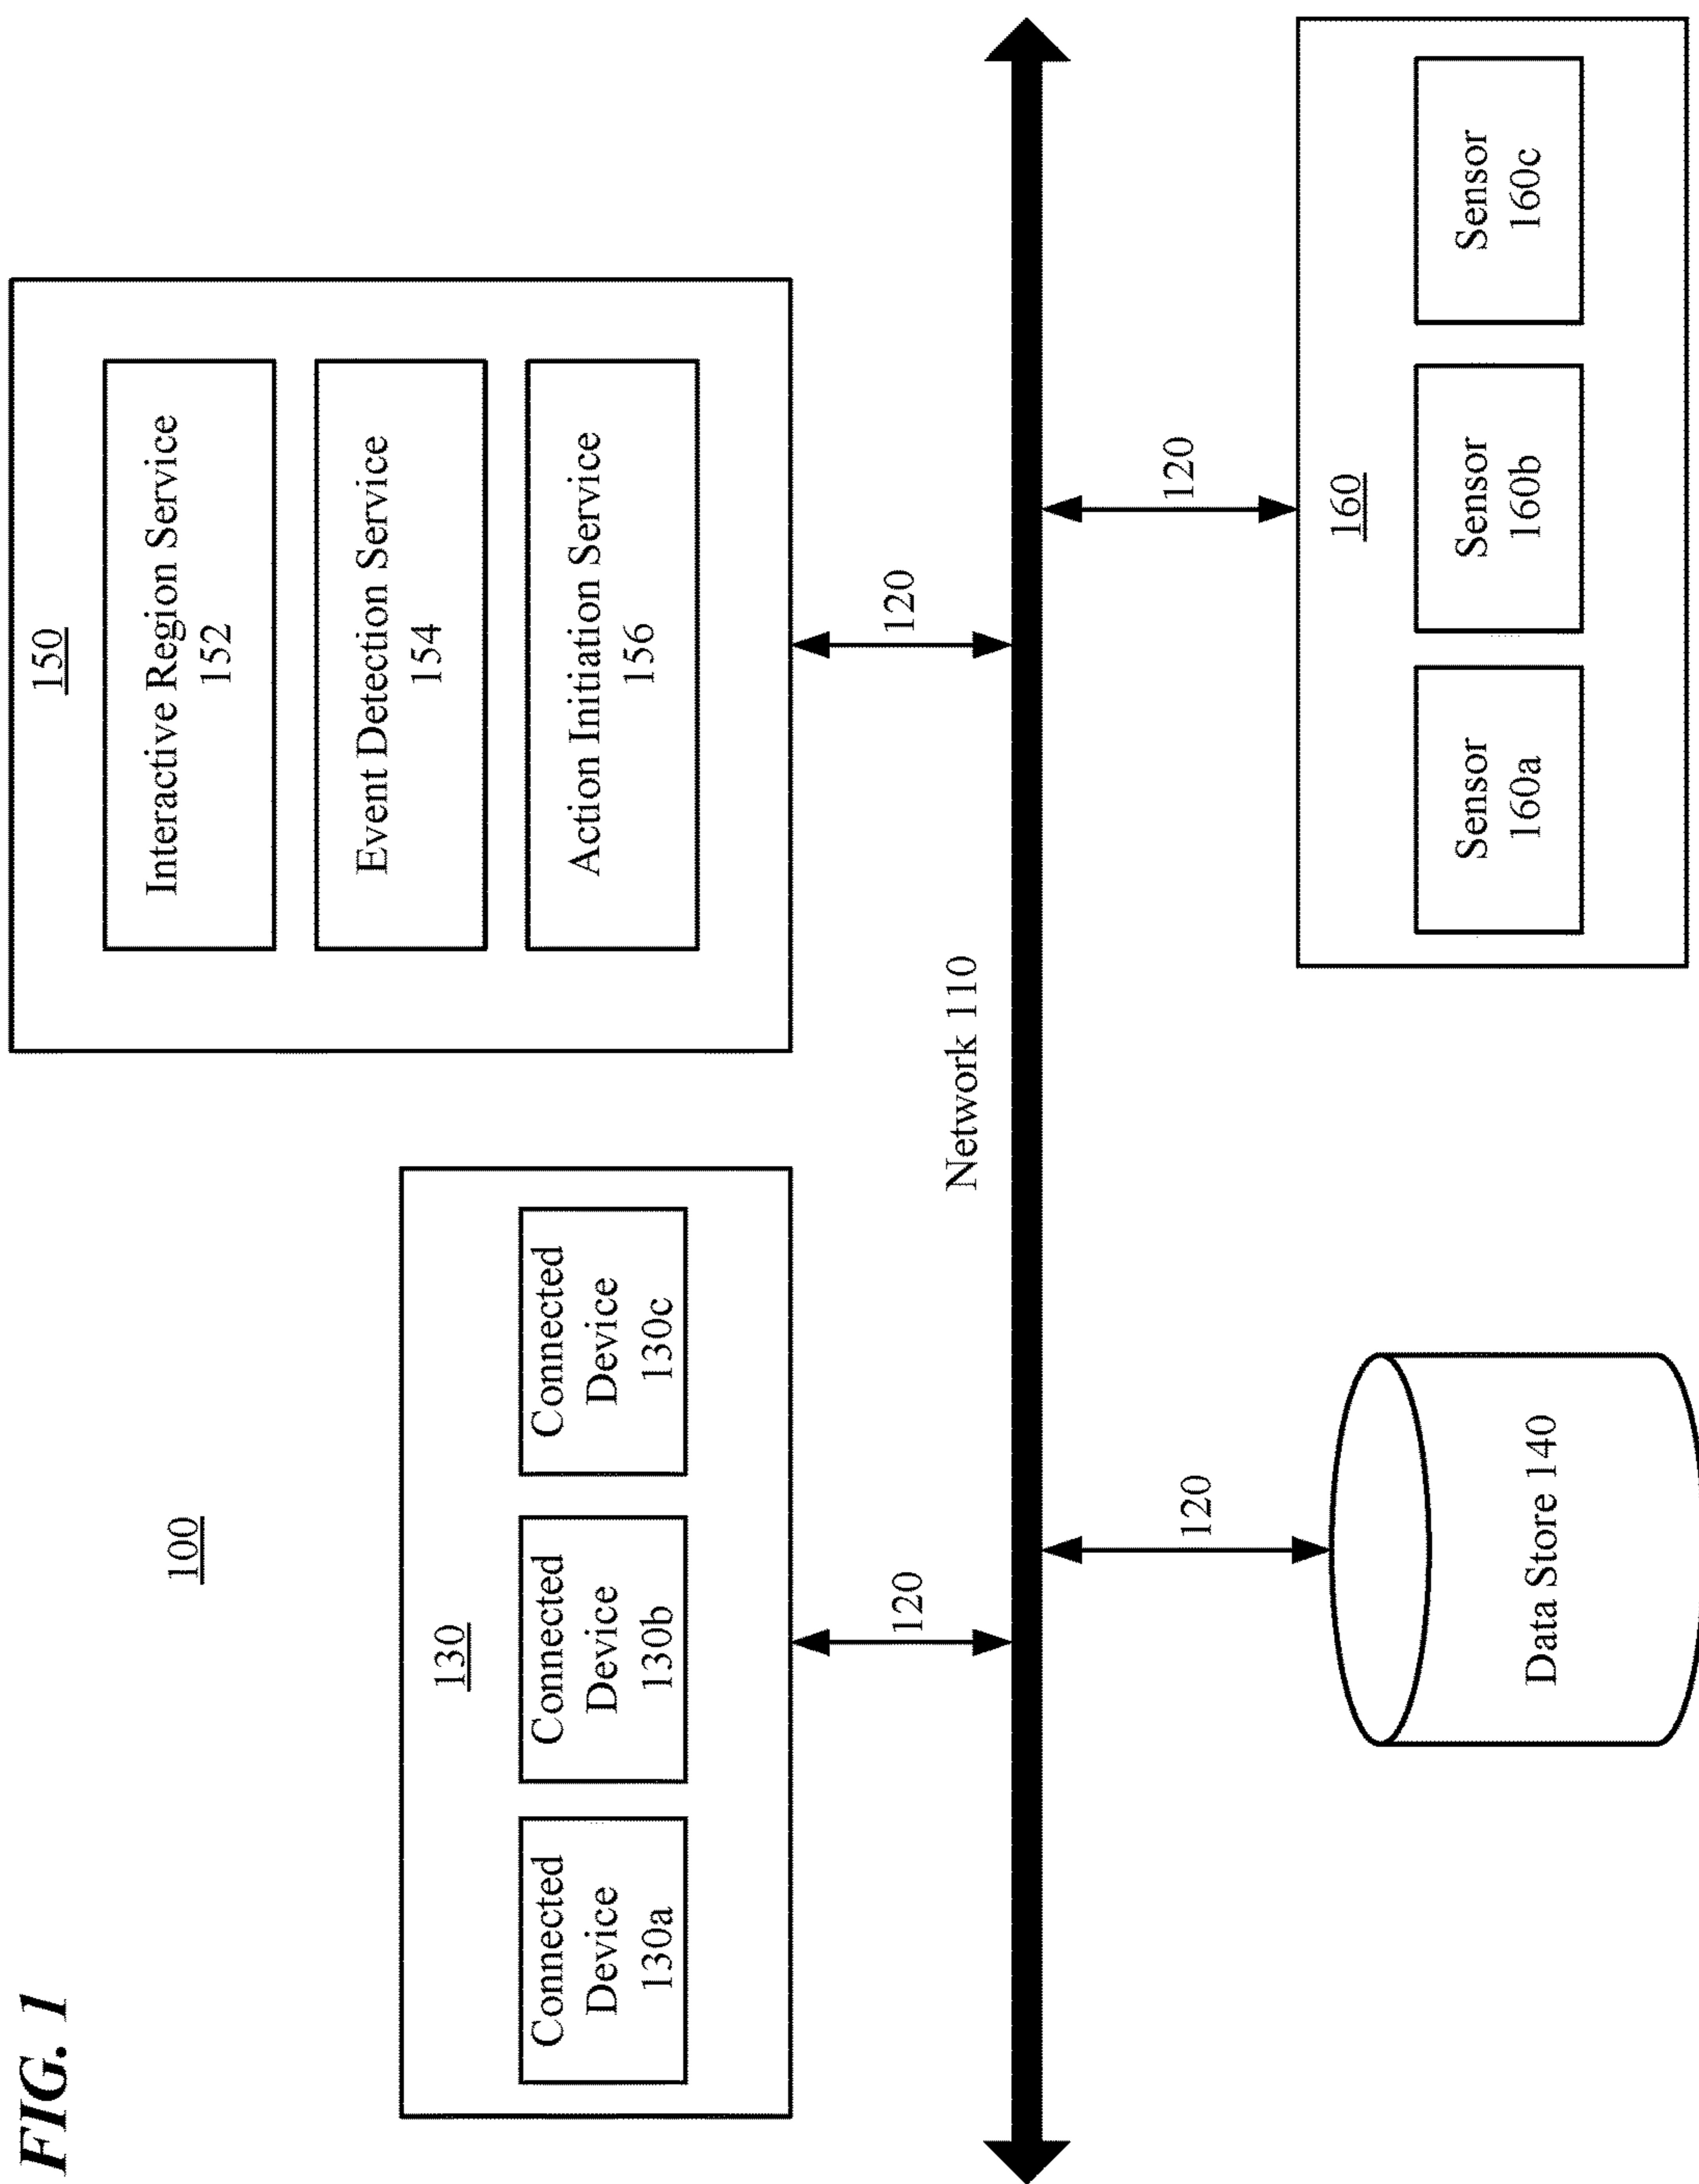 FIG. 1
100
130
Connected
Device
130a
Connected
Device
130b
Connected
Device
130c
150
Interactive Region Service
152
Event Detection Service
154
Action Initiation Service
156
120
120
Network 110
120
120
Data Store 140
160
Sensor
160a
Sensor
160b
Sensor
160c